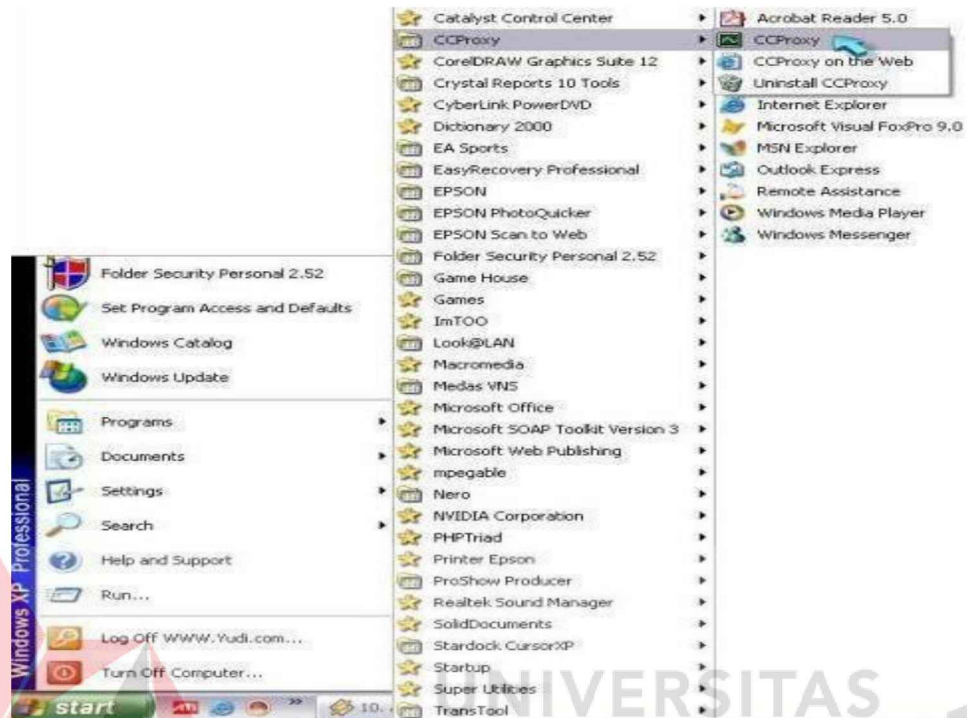 Catalyst Control Center
CCProxy
CorelDRAW Graphics Suite 12
Crystal Reports 10 Tools
CyberLink PowerDVD
Dictionary 2000
EA Sports
EasyRecovery Professional
EPSON
EPSON PhotoQuicker
EPSON Scan to Web
Folder Security Personal 2.52
Game House
Games
ImTOO
Look@LAN
Macromedia
Medas VNS
Microsoft Office
Microsoft SOAP Toolkit Version 3
Microsoft Web Publishing
mpegable
Nero
NVIDIA Corporation
PHPTriad
Printer Epson
ProShow Producer
Realtek Sound Manager
SolidDocuments
Stardock CursorXP
Startup
Super Utilities
TransTool
Acrobat Reader 5.0
CCProxy
CCProxy on the Web
Uninstall CCProxy
Internet Explorer
Microsoft Visual FoxPro 9.0
MSN Explorer
Outlook Express
Remote Assistance
Windows Media Player
Windows Messenger
Folder Security Personal 2.52
Set Program Access and Defaults
Windows Catalog
Windows Update
Programs
Documents
Settings
Search
Help and Support
Run...
Log Off WWW.Yudi.com...
Turn Off Computer...
Windows XP Professional
start
ATI
»
10.
UNIVERSITAS